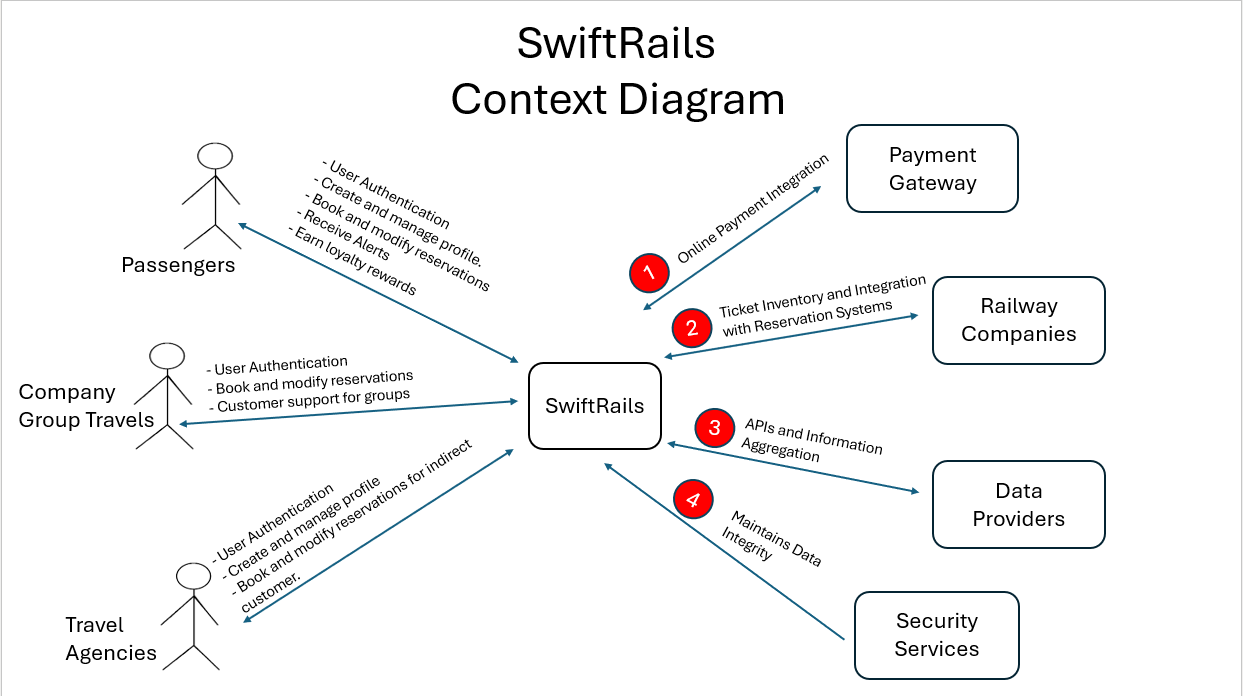 SwiftRails
Context Diagram
- User Authentication
- Create and manage profile.
- Book and modify reservations
- Receive Alerts
- Earn loyalty rewards
Passengers
Payment
Gateway
1
Online Payment Integration
2
Ticket Inventory and Integration
with Reservation Systems
Railway
Companies
Company
Group Travels
- User Authentication
- Book and modify reservations
- Customer support for groups
SwiftRails
3
APIs and Information
Aggregation
Data
Providers
- User Authentication
- Create and manage profile
- Book and modify reservations for indirect
customer.
Travel
Agencies
4
Maintains Data
Integrity
Security
Services